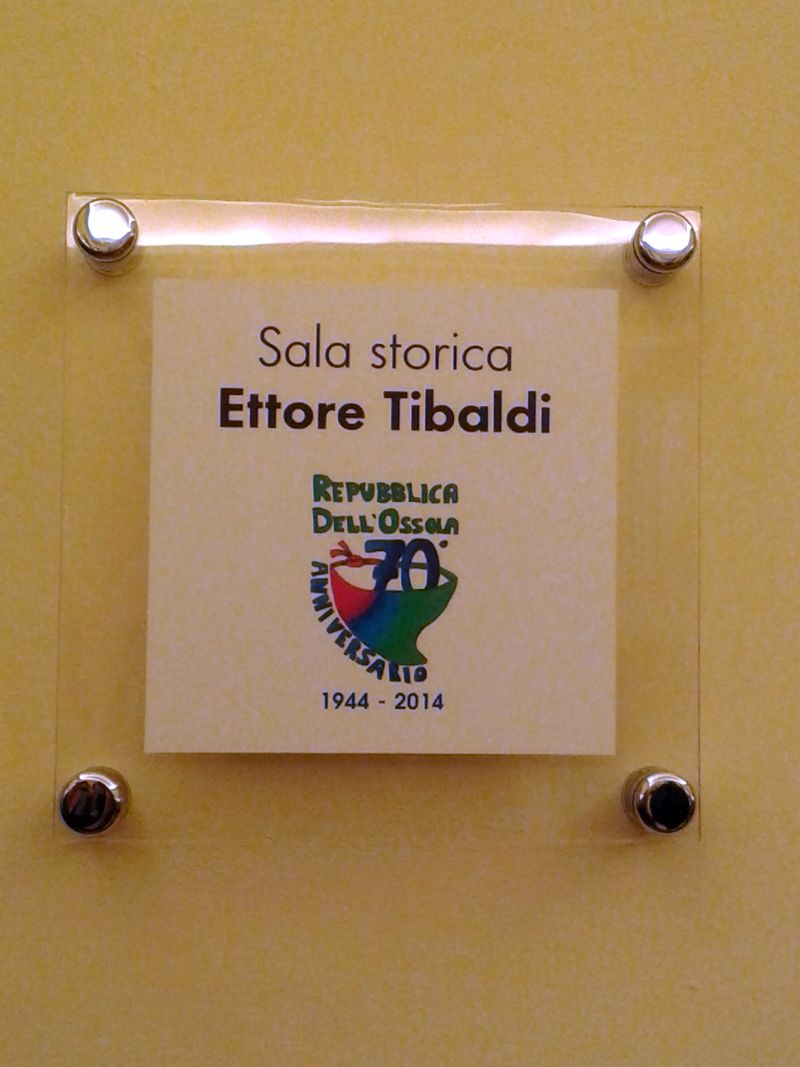 Sala storica
Ettore Tibaldi
REPUBBLICA
DELL'OSSOLA
70°
ANNIVERSARIO
1944 - 2014